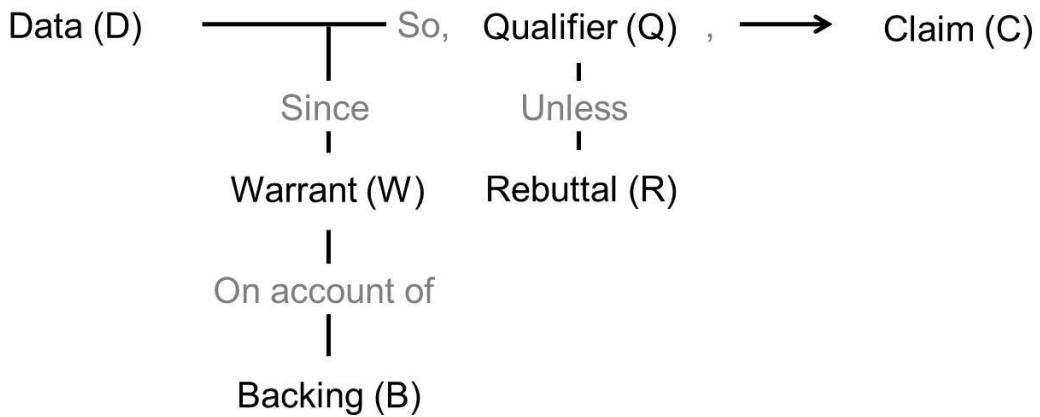 Data (D) So, Qualifier (Q) , Claim (C)
Since Unless
Warrant (W) Rebuttal (R)
On account of
Backing (B)